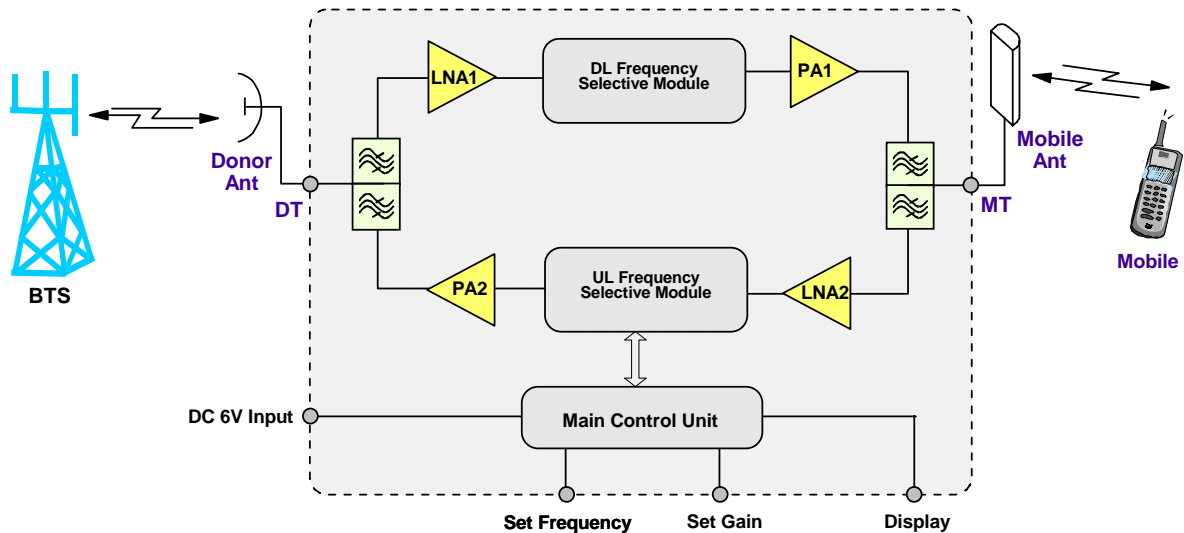 LNA1
DL Frequency
Selective Module
PA1
Donor
Ant
DT
Mobile
Ant
MT
Mobile
BTS
PA2
UL Frequency
Selective Module
LNA2
DC 6V Input
Main Control Unit
Set Frequency
Set Gain
Display